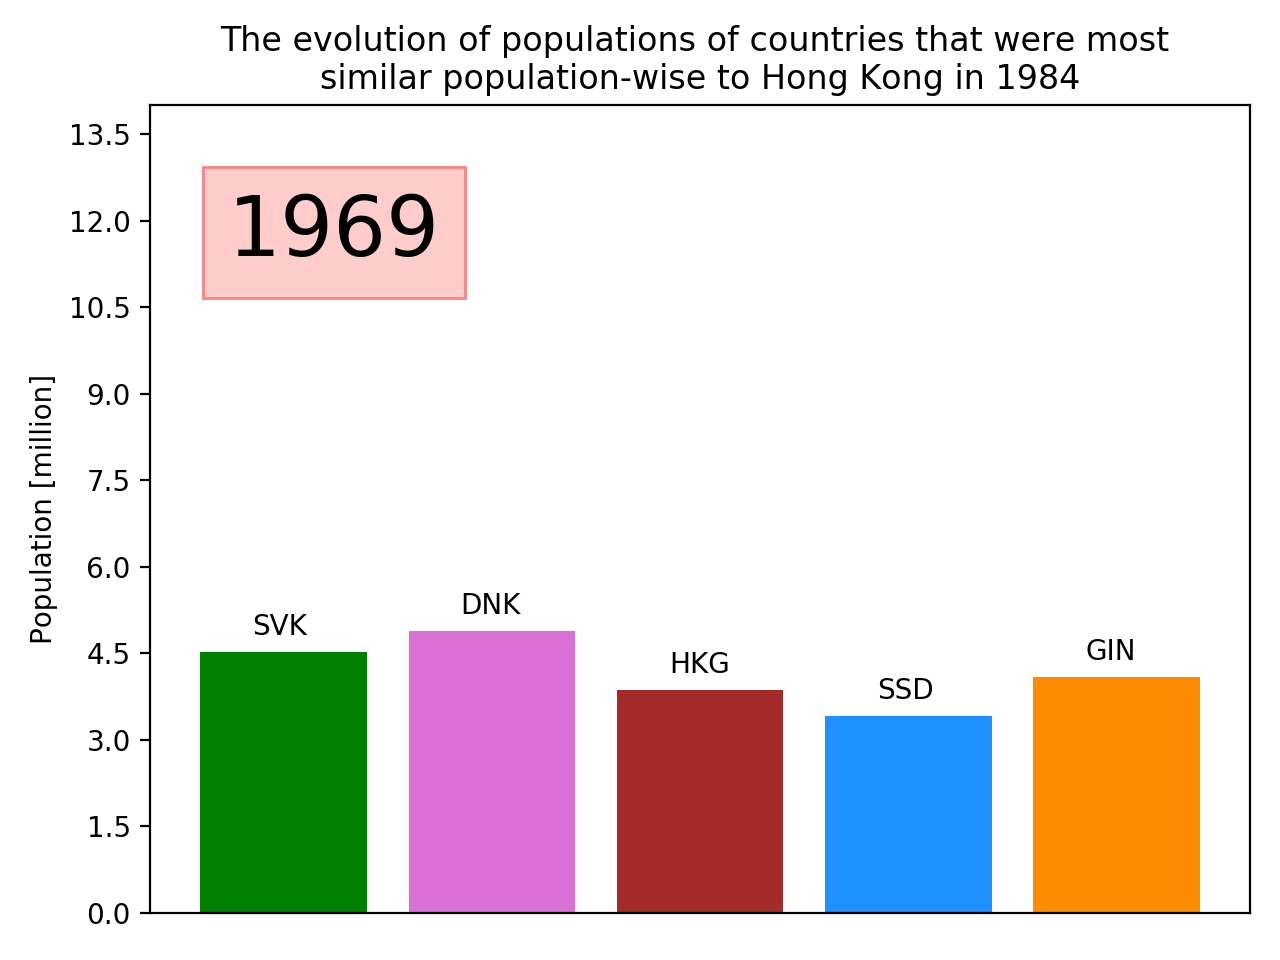 The evolution of populations of countries that were most
similar population-wise to Hong Kong in 1984
13.5
12.0
10.5
9.0
7.5
6.0
4.5
3.0
1.5
0.0
Population [million]
1969
SVK
DNK
HKG
SSD
GIN